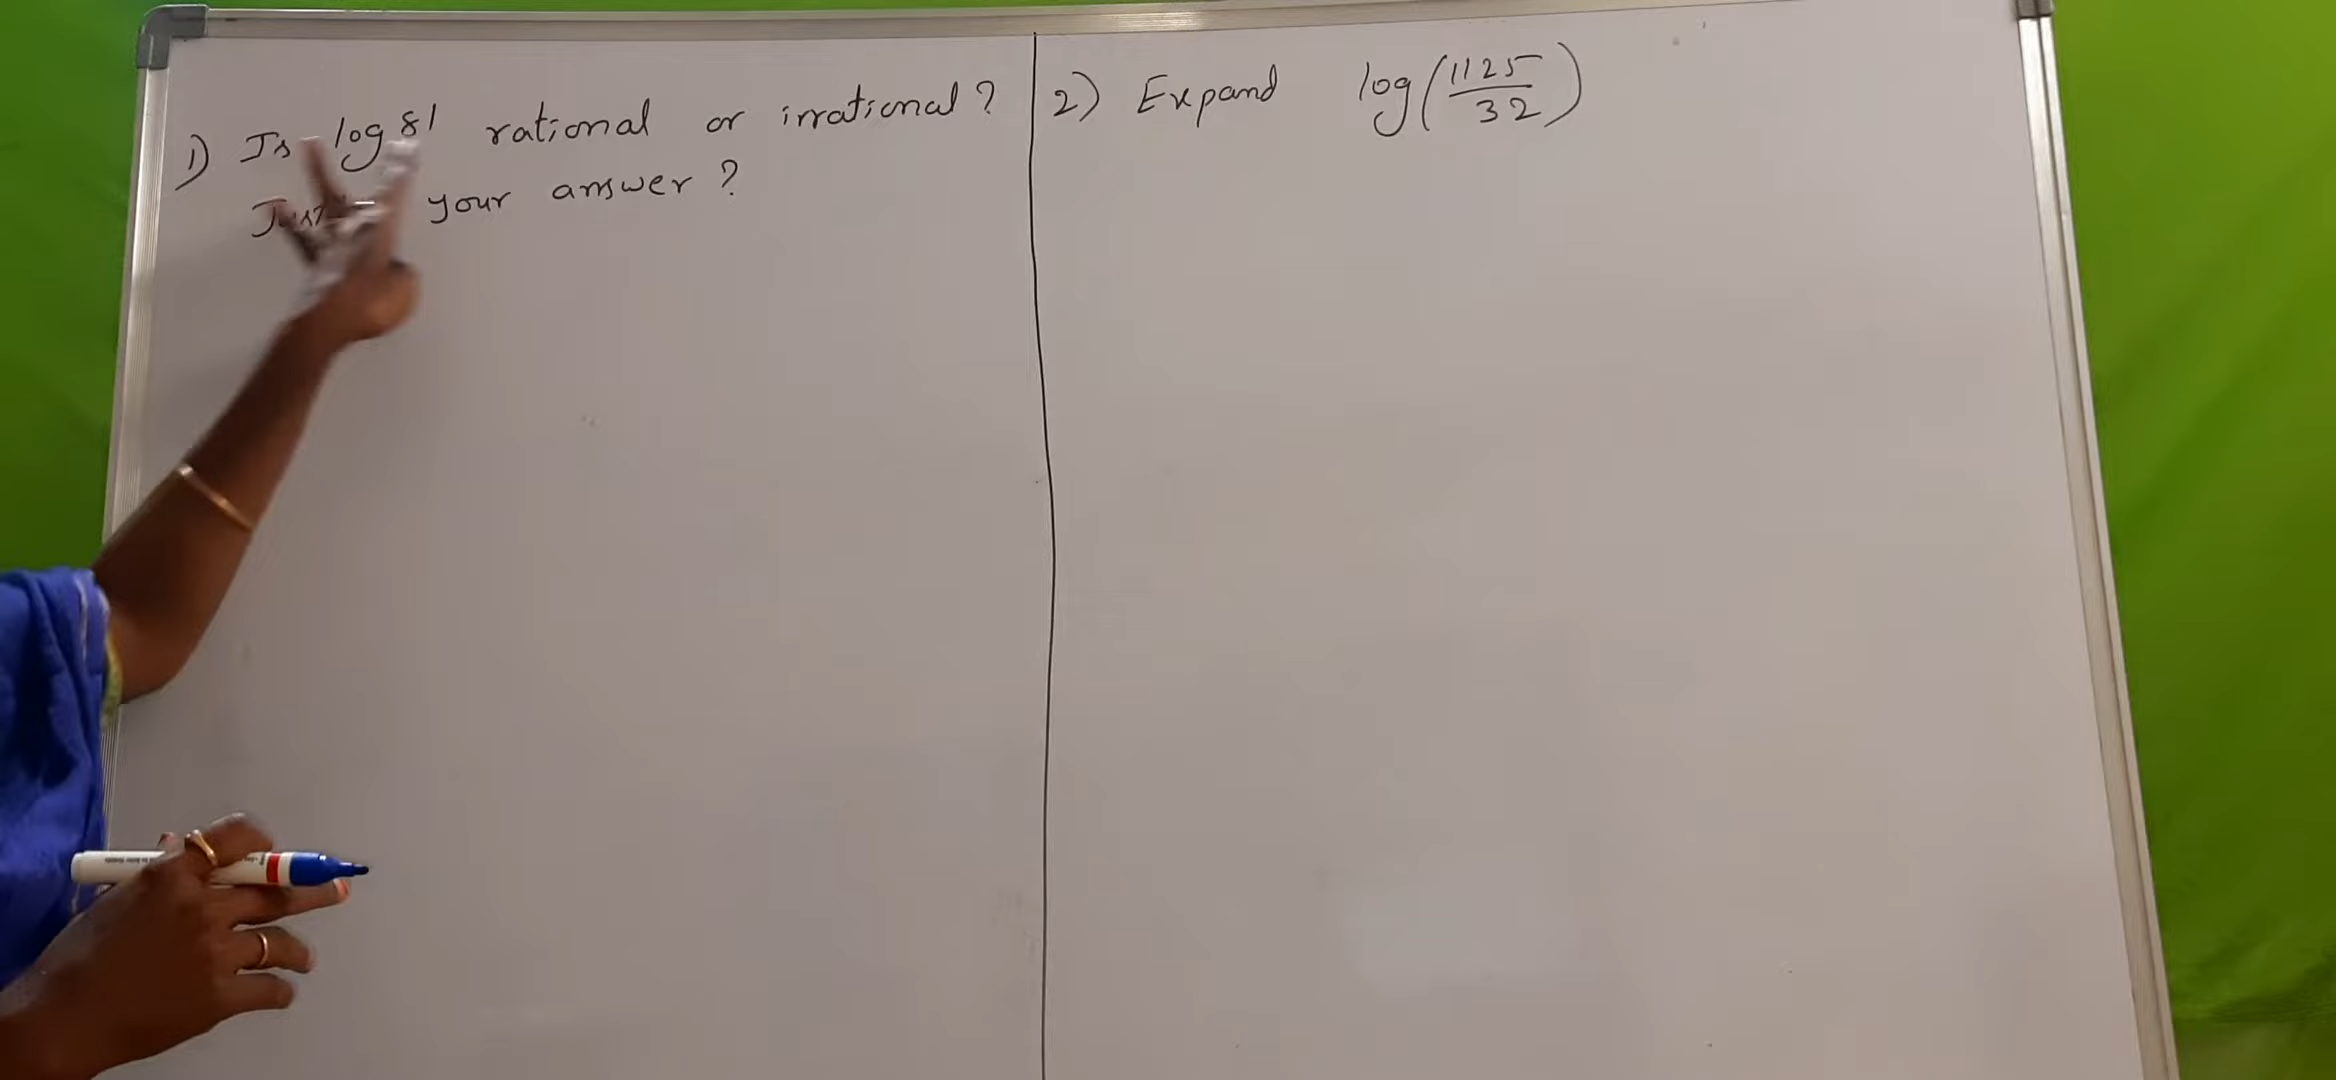 1) Is log 81 rational or irrational?
your answer?
2) Expand log(1125/32)